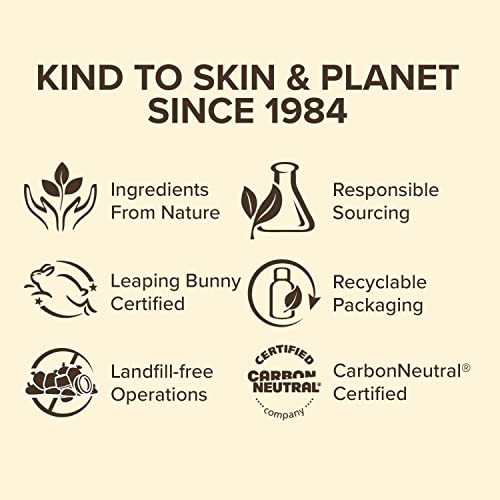 KIND TO SKIN & PLANET
SINCE 1984
Ingredients
From Nature
Responsible
Sourcing
Leaping Bunny
Certified
Recyclable
Packaging
Landfill-free
Operations
CERTIFIED
CARBON
NEUTRAL®
company
CarbonNeutral®
Certified